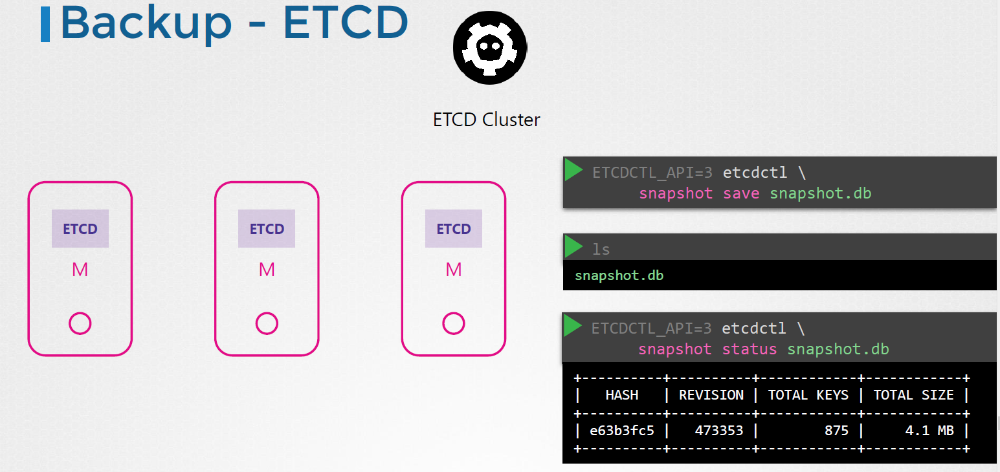 Backup - ETCD
ETCD Cluster
ETCD
M
ETCD
M
ETCD
M
ETCDCTL_API=3 etcdctl \
snapshot save snapshot.db
ls
snapshot.db
ETCDCTL_API=3 etcdctl \
snapshot status snapshot.db
+----------+----------+------------+------------+
| HASH | REVISION | TOTAL KEYS | TOTAL SIZE |
+----------+----------+------------+------------+
| e63b3fc5 | 473353 | 875 | 4.1 MB |
+----------+----------+------------+------------+